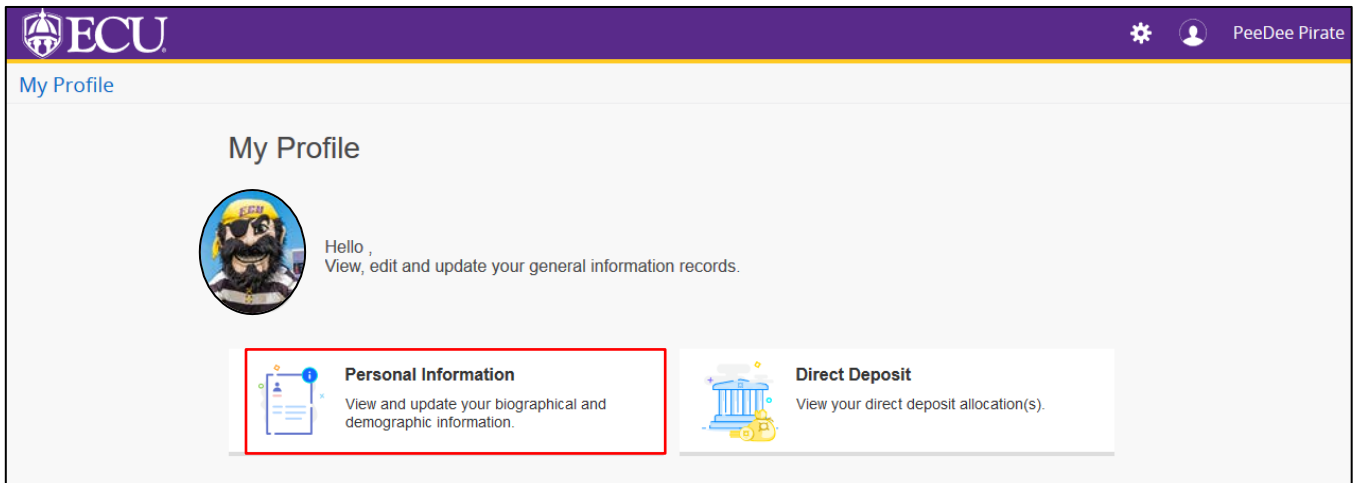 ECU
PeeDee Pirate
My Profile
My Profile
ECU
Hello ,
View, edit and update your general information records.
Personal Information
View and update your biographical and
demographic information.
Direct Deposit
View your direct deposit allocation(s).